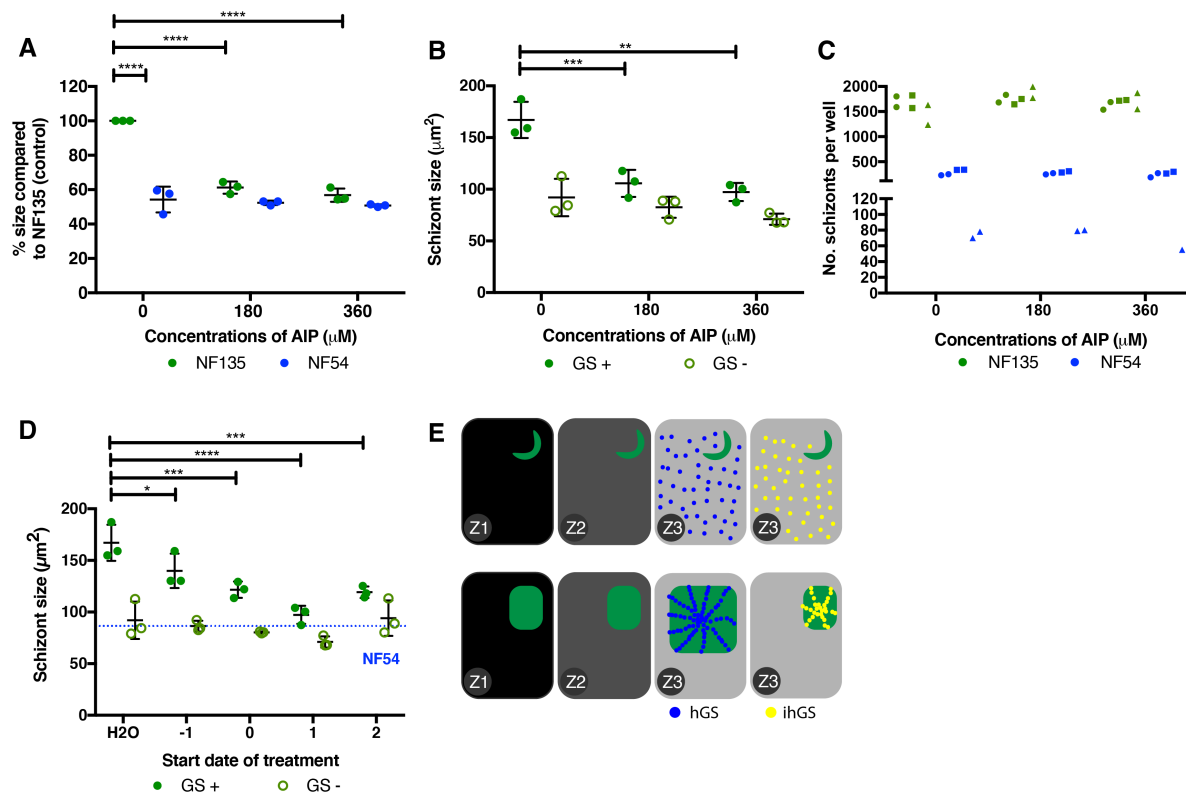 A
****
****
****
% size compared
to NF135 (control)
120
100
80
60
40
20
0
0 180 360
Concentrations of AIP (μM)
NF135 NF54
B
**
***
Schizont size (μm²)
200
150
100
50
0
0 180 360
Concentrations of AIP (μM)
GS + GS -
C
No. schizonts per well
2000
1500
1000
500
120
100
80
60
40
20
0
0 180 360
Concentrations of AIP (μM)
NF135 NF54
D
***
****
***
*
Schizont size (μm²)
200
150
100
50
0
NF54
H2O -1 0 1 2
Start date of treatment
GS + GS -
E
Z1 Z2 Z3 Z3
Z1 Z2 Z3 Z3
hGS ihGS